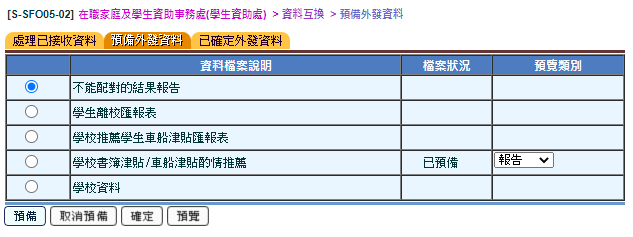 [S-SFO05-02] 在職家庭及學生資助事務處(學生資助處) > 資料互換 > 預備外發資料
處理已接收資料 預備外發資料 已確定外發資料
資料檔案說明 檔案狀況 預覽類別
不能配對的結果報告
學生離校匯報表
學校推薦學生車船津貼匯報表
學校書簿津貼/車船津貼酌情推薦 已預備 報告
學校資料
預備 取消預備 確定 預覽